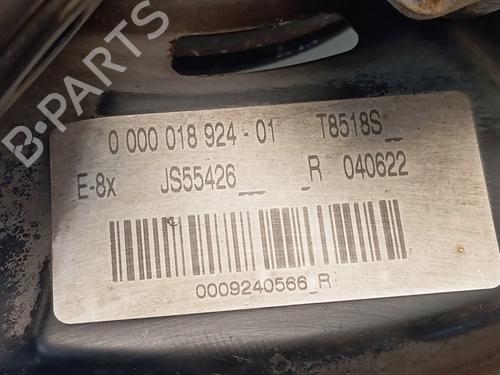 B-PARTS
0 000 018 924 - 01 T8518S_
E-8x JS55426__ _R 040622
0009240566_R